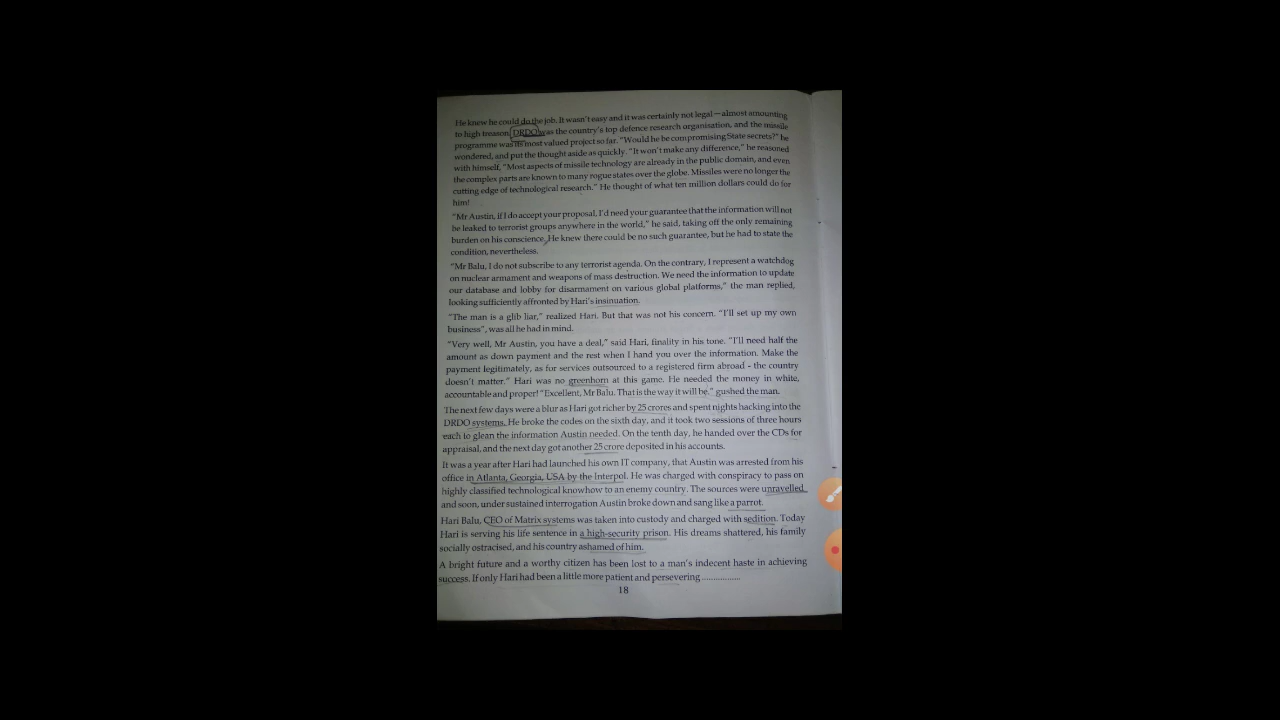 He knew he could do the job. It wasn't easy and it was certainly not legal—almost amounting
to high treason. DRDO was the country's top defence research organisation, and the missile
programme was its most valued project so far. "Would he be compromising State secrets?" he
wondered, and put the thought aside as quickly. "It won't make any difference," he reasoned
with himself, "Most aspects of missile technology are already in the public domain, and even
the complex parts are known to many rogue states over the globe. Missiles were no longer the
cutting edge of technological research." He thought of what ten million dollars could do for
him!
"Mr Austin, if I do accept your proposal, I'd need your guarantee that the information will not
be leaked to terrorist groups anywhere in the world," he said, taking off the only remaining
burden on his conscience. He knew there could be no such guarantee, but he had to state the
condition, nevertheless.
"Mr Balu, I do not subscribe to any terrorist agenda. On the contrary, I represent a watchdog
on nuclear armament and weapons of mass destruction. We need the information to update
our database and lobby for disarmament on various global platforms," the man replied,
looking sufficiently affronted by Hari's insinuation.
"The man is a glib liar," realized Hari. But that was not his concern. "I'll set up my own
business", was all he had in mind.
"Very well, Mr Austin, you have a deal," said Hari, finality in his tone. "I'll need half the
amount as down payment and the rest when I hand you over the information. Make the
payment legitimately, as for services outsourced to a registered firm abroad - the country
doesn't matter." Hari was no greenhorn at this game. He needed the money in white,
accountable and proper! "Excellent, Mr Balu. That is the way it will be." gushed the man.
The next few days were a blur as Hari got richer by 25 crores and spent nights hacking into the
DRDO systems. He broke the codes on the sixth day, and it took two sessions of three hours
each to glean the information Austin needed. On the tenth day, he handed over the CDs for
appraisal, and the next day got another 25 crore deposited in his accounts.
It was a year after Hari had launched his own IT company, that Austin was arrested from his
office in Atlanta, Georgia, USA by the Interpol. He was charged with conspiracy to pass on
highly classified technological knowhow to an enemy country. The sources were unravelled
and soon, under sustained interrogation Austin broke down and sang like a parrot.
Hari Balu, CEO of Matrix systems was taken into custody and charged with sedition. Today
Hari is serving his life sentence in a high-security prison. His dreams shattered, his family
socially ostracised, and his country ashamed of him.
A bright future and a worthy citizen has been lost to a man's indecent haste in achieving
success. If only Hari had been a little more patient and persevering .................
18